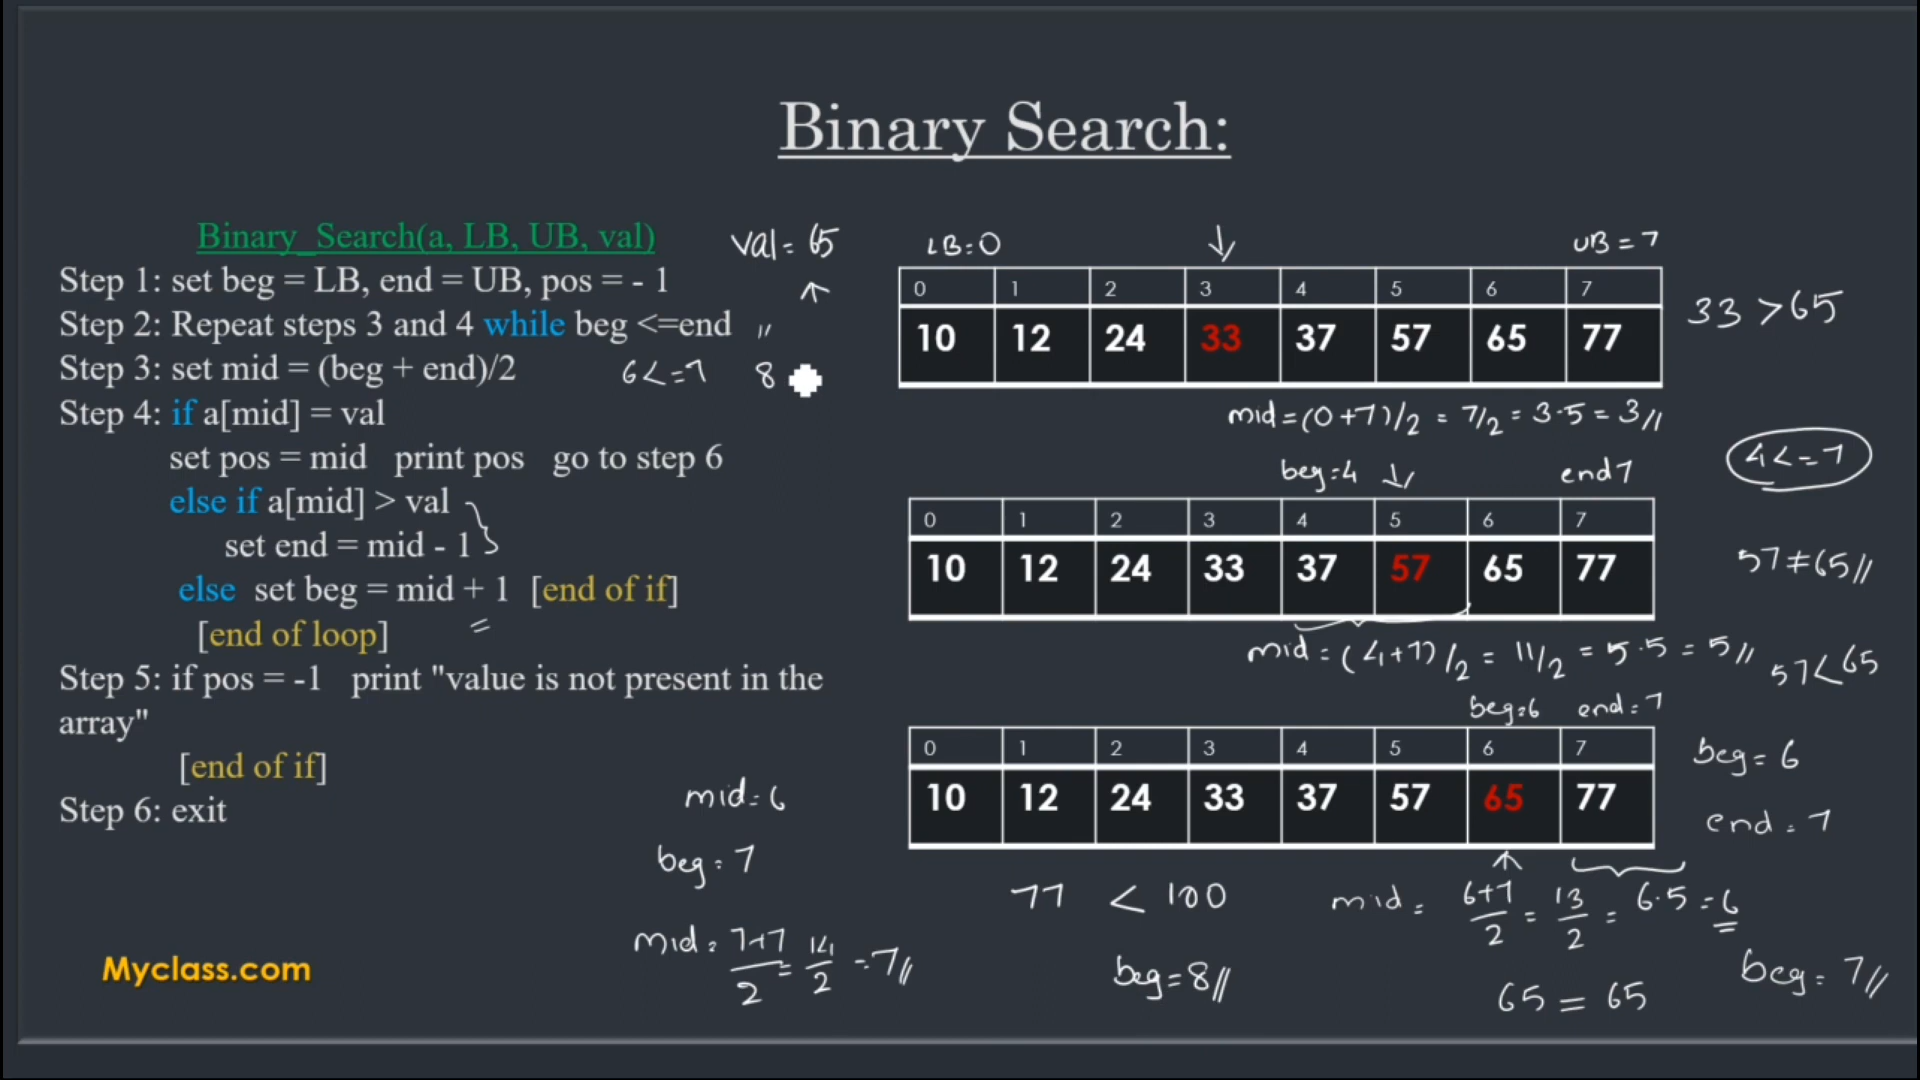 Binary Search:
Binary_Search(a, LB, UB, val)
Step 1: set beg = LB, end = UB, pos = - 1
Step 2: Repeat steps 3 and 4 while beg <=end
Step 3: set mid = (beg + end)/2
Step 4: if a[mid] = val
set pos = mid print pos go to step 6
else if a[mid] > val
set end = mid - 1
else set beg = mid + 1 [end of if]
[end of loop]
Step 5: if pos = -1 print "value is not present in the
array"
[end of if]
Step 6: exit
Myclass.com
val = 65
6<=7 8
LB=0 UB = 7
0 1 2 3 4 5 6 7
10 12 24 33 37 57 65 77
33 >65
mid=(0+7)/2 = 7/2 = 3.5 = 3//
4<=7
beg=4 end7
0 1 2 3 4 5 6 7
10 12 24 33 37 57 65 77
57≠65//
mid = (4+7)/2 = 11/2 = 5.5 = 5//
57<65
beg=6 end=7
0 1 2 3 4 5 6 7
10 12 24 33 37 57 65 77
beg= 6
end = 7
mid = 6+7/2 = 13/2 = 6.5 = 6
65 = 65
beg = 7//
mid=6
beg=7
mid = 7+7/2 = 14/2 =7//
77 < 100
beg=8//